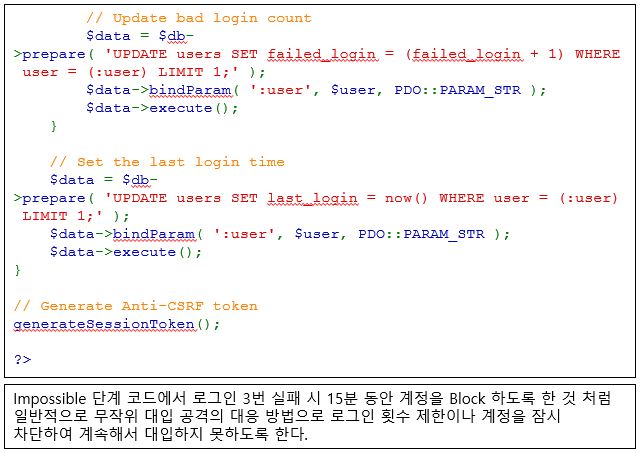 // Update bad login count
$data = $db-
>prepare( 'UPDATE users SET failed_login = (failed_login + 1) WHERE
user = (:user) LIMIT 1;' );
$data->bindParam( ':user', $user, PDO::PARAM_STR );
$data->execute();
}
// Set the last login time
$data = $db-
>prepare( 'UPDATE users SET last_login = now() WHERE user = (:user)
LIMIT 1;' );
$data->bindParam( ':user', $user, PDO::PARAM_STR );
$data->execute();
}
// Generate Anti-CSRF token
generateSessionToken();
?>
Impossible 단계 코드에서 로그인 3번 실패 시 15분 동안 계정을 Block 하도록 한 것 처럼
일반적으로 무작위 대입 공격의 대응 방법으로 로그인 횟수 제한이나 계정을 잠시
차단하여 계속해서 대입하지 못하도록 한다.